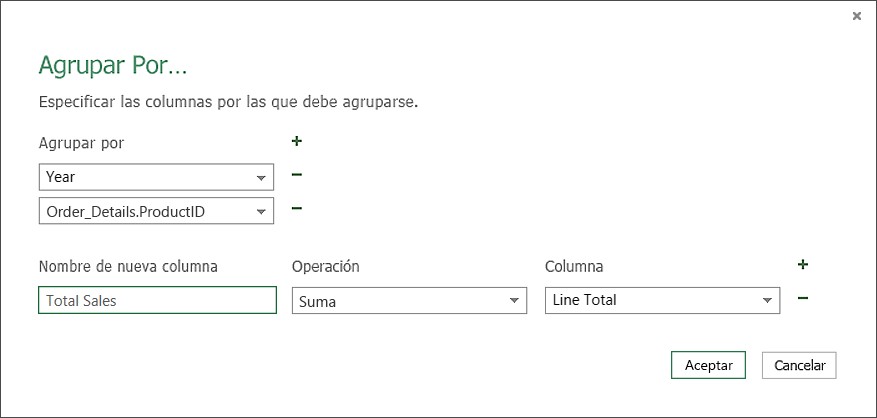 Agrupar Por...
Especificar las columnas por las que debe agruparse.
Agrupar por
Year
Order_Details.ProductID
Nombre de nueva columna Operación Columna
Total Sales Suma Line Total
Aceptar Cancelar